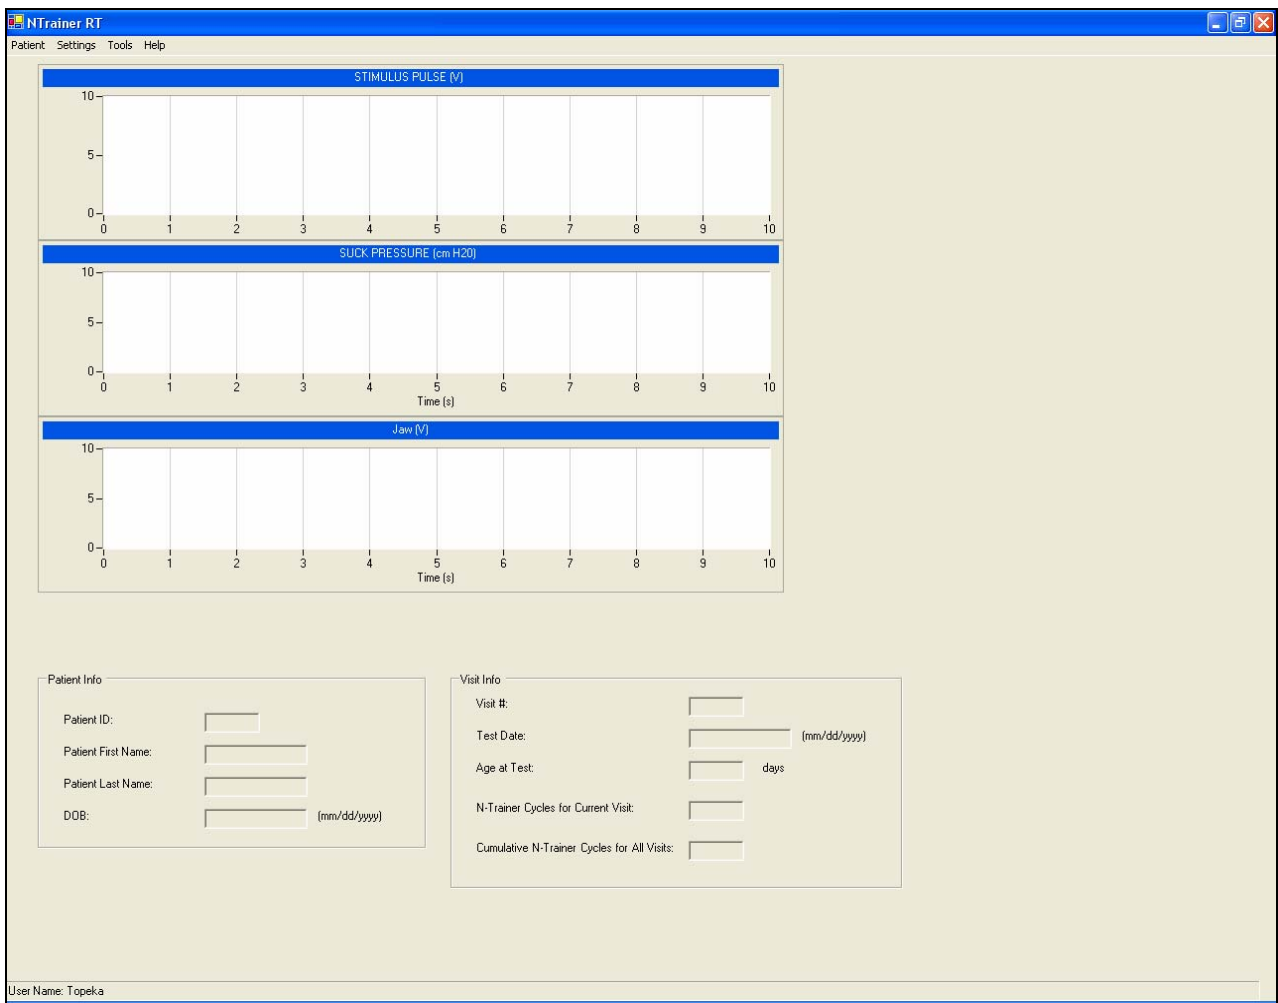 NTrainer RT
Patient Settings Tools Help
STIMULUS PULSE (V)
10
5
0
0 1 2 3 4 5 6 7 8 9 10
SUCK PRESSURE (cm H20)
10
5
0
0 1 2 3 4 5 6 7 8 9 10
Time (s)
Jaw (V)
10
5
0
0 1 2 3 4 5 6 7 8 9 10
Time (s)
Patient Info
Patient ID:
Patient First Name:
Patient Last Name:
DOB: (mm/dd/yyyy)
Visit Info
Visit #:
Test Date: (mm/dd/yyyy)
Age at Test: days
N-Trainer Cycles for Current Visit:
Cumulative N-Trainer Cycles for All Visits:
User Name: Topeka